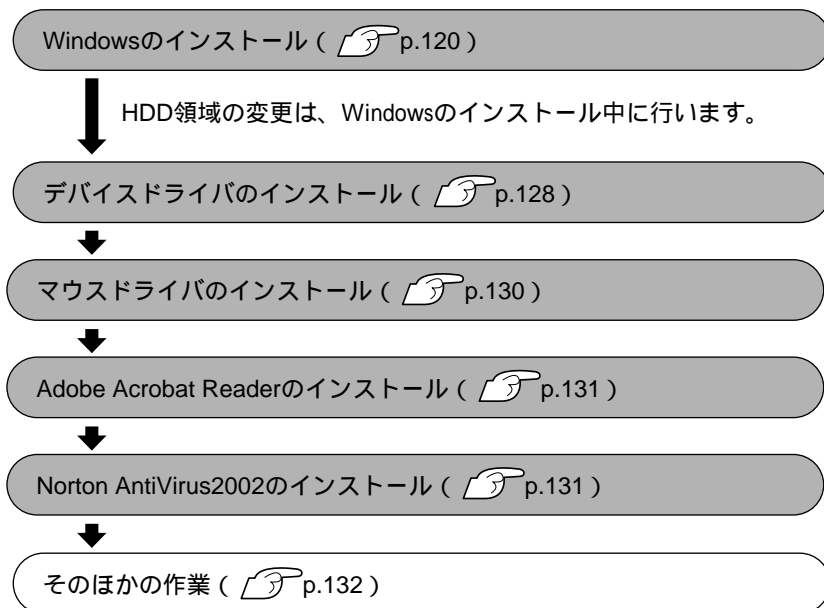 Windowsのインストール( p.120 )
HDD領域の変更は、Windowsのインストール中に行います。
デバイスドライバのインストール( p.128 )
マウスドライバのインストール( p.130 )
Adobe Acrobat Readerのインストール( p.131 )
Norton AntiVirus2002のインストール( p.131 )
そのほかの作業( p.132 )